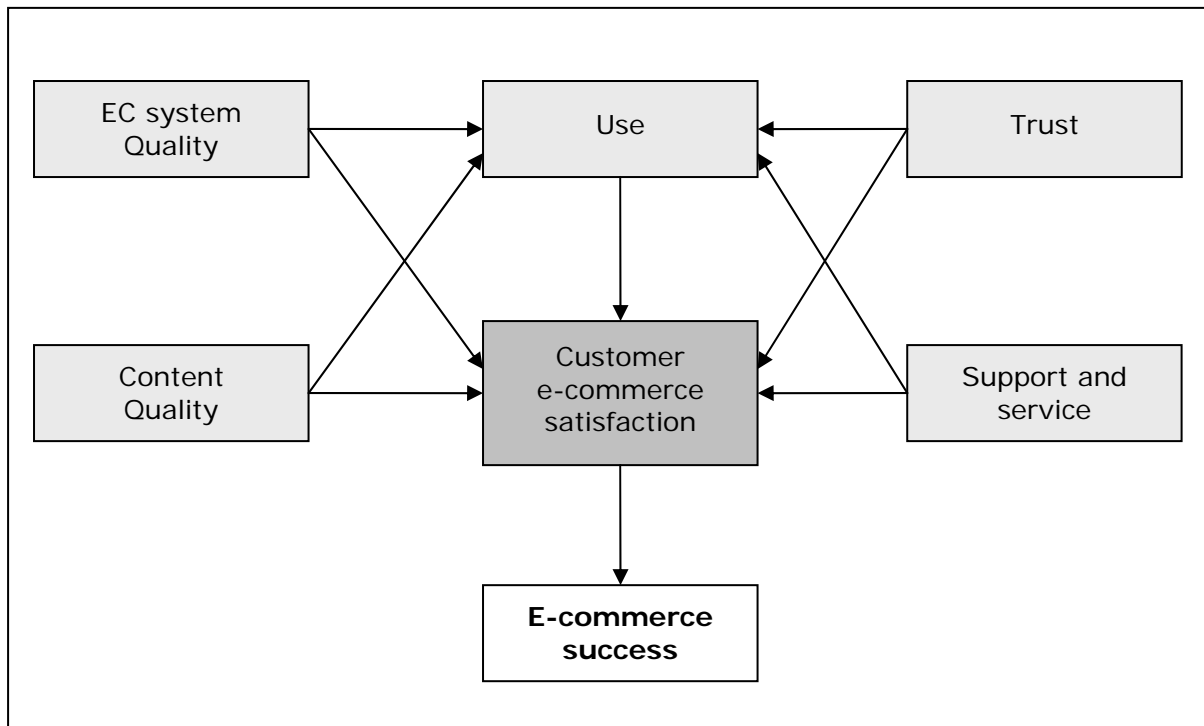 EC system
Quality
Use
Trust
Content
Quality
Customer
e-commerce
satisfaction
Support and
service
E-commerce
success